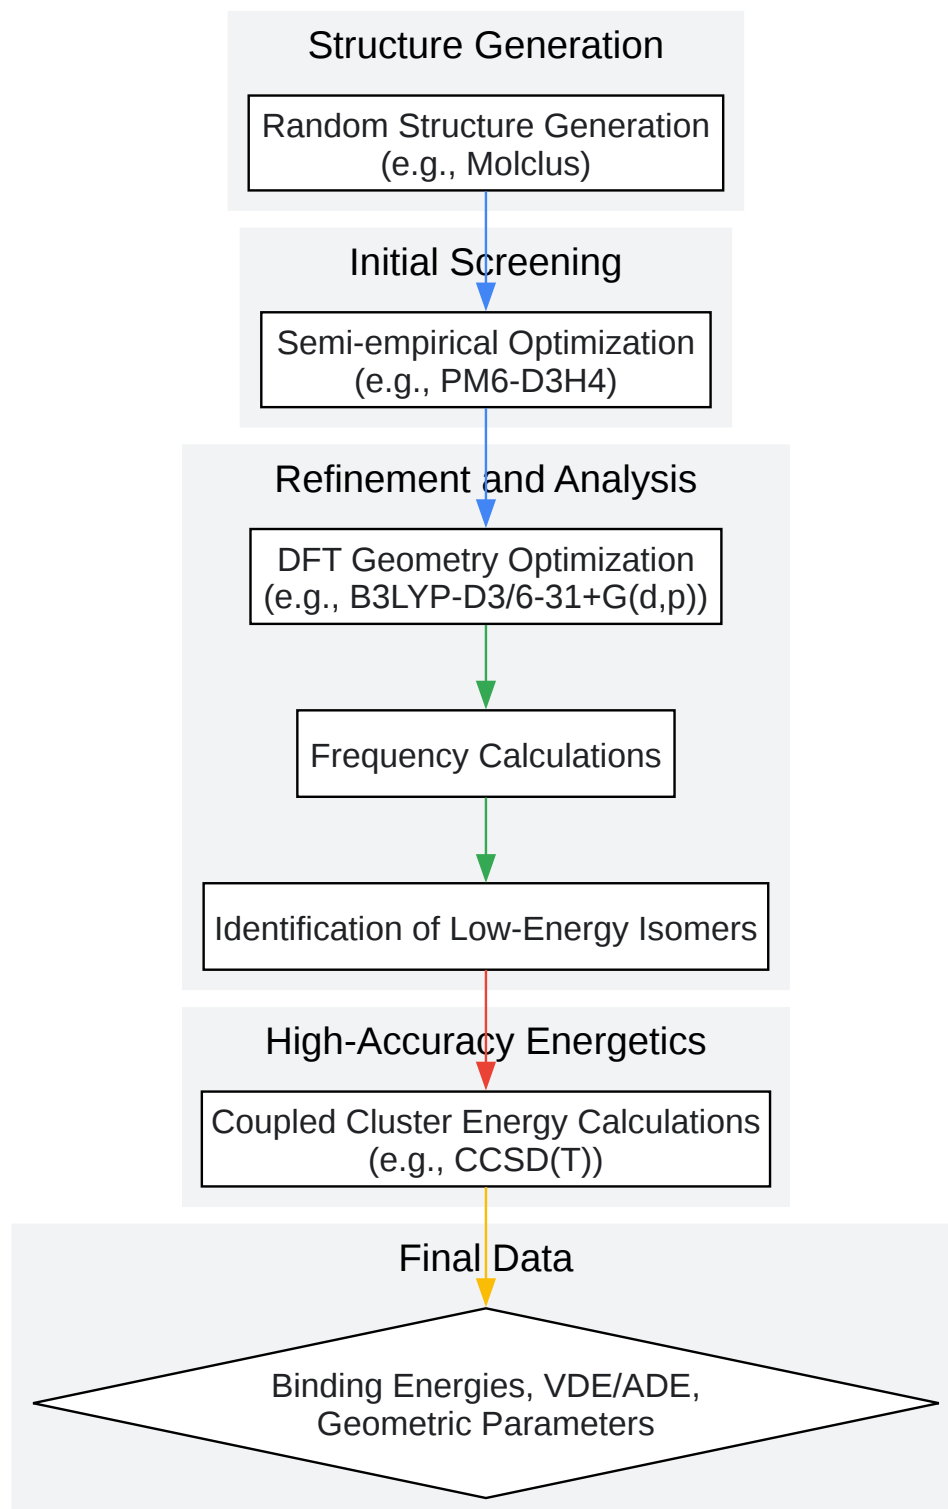 Structure Generation
Random Structure Generation
(e.g., Molclus)
Initial Screening
Semi-empirical Optimization
(e.g., PM6-D3H4)
Refinement and Analysis
DFT Geometry Optimization
(e.g., B3LYP-D3/6-31+G(d,p))
Frequency Calculations
Identification of Low-Energy Isomers
High-Accuracy Energetics
Coupled Cluster Energy Calculations
(e.g., CCSD(T))
Final Data
Binding Energies, VDE/ADE,
Geometric Parameters